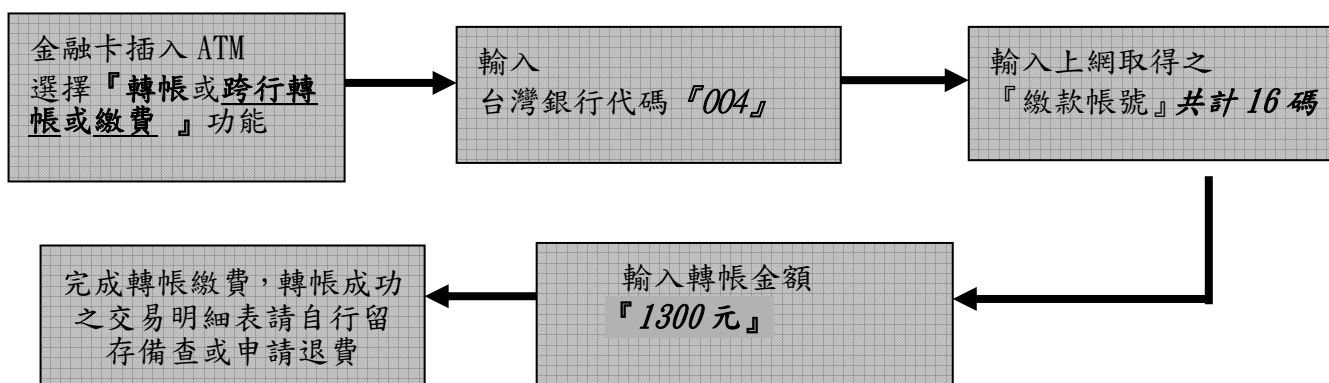 金融卡插入 ATM
選擇『轉帳或跨行轉
帳或繳費 』功能
輸入
台灣銀行代碼『004』
輸入上網取得之
『繳款帳號』共計 16 碼
輸入轉帳金額
『1300 元』
完成轉帳繳費，轉帳成功
之交易明細表請自行留
存備查或申請退費